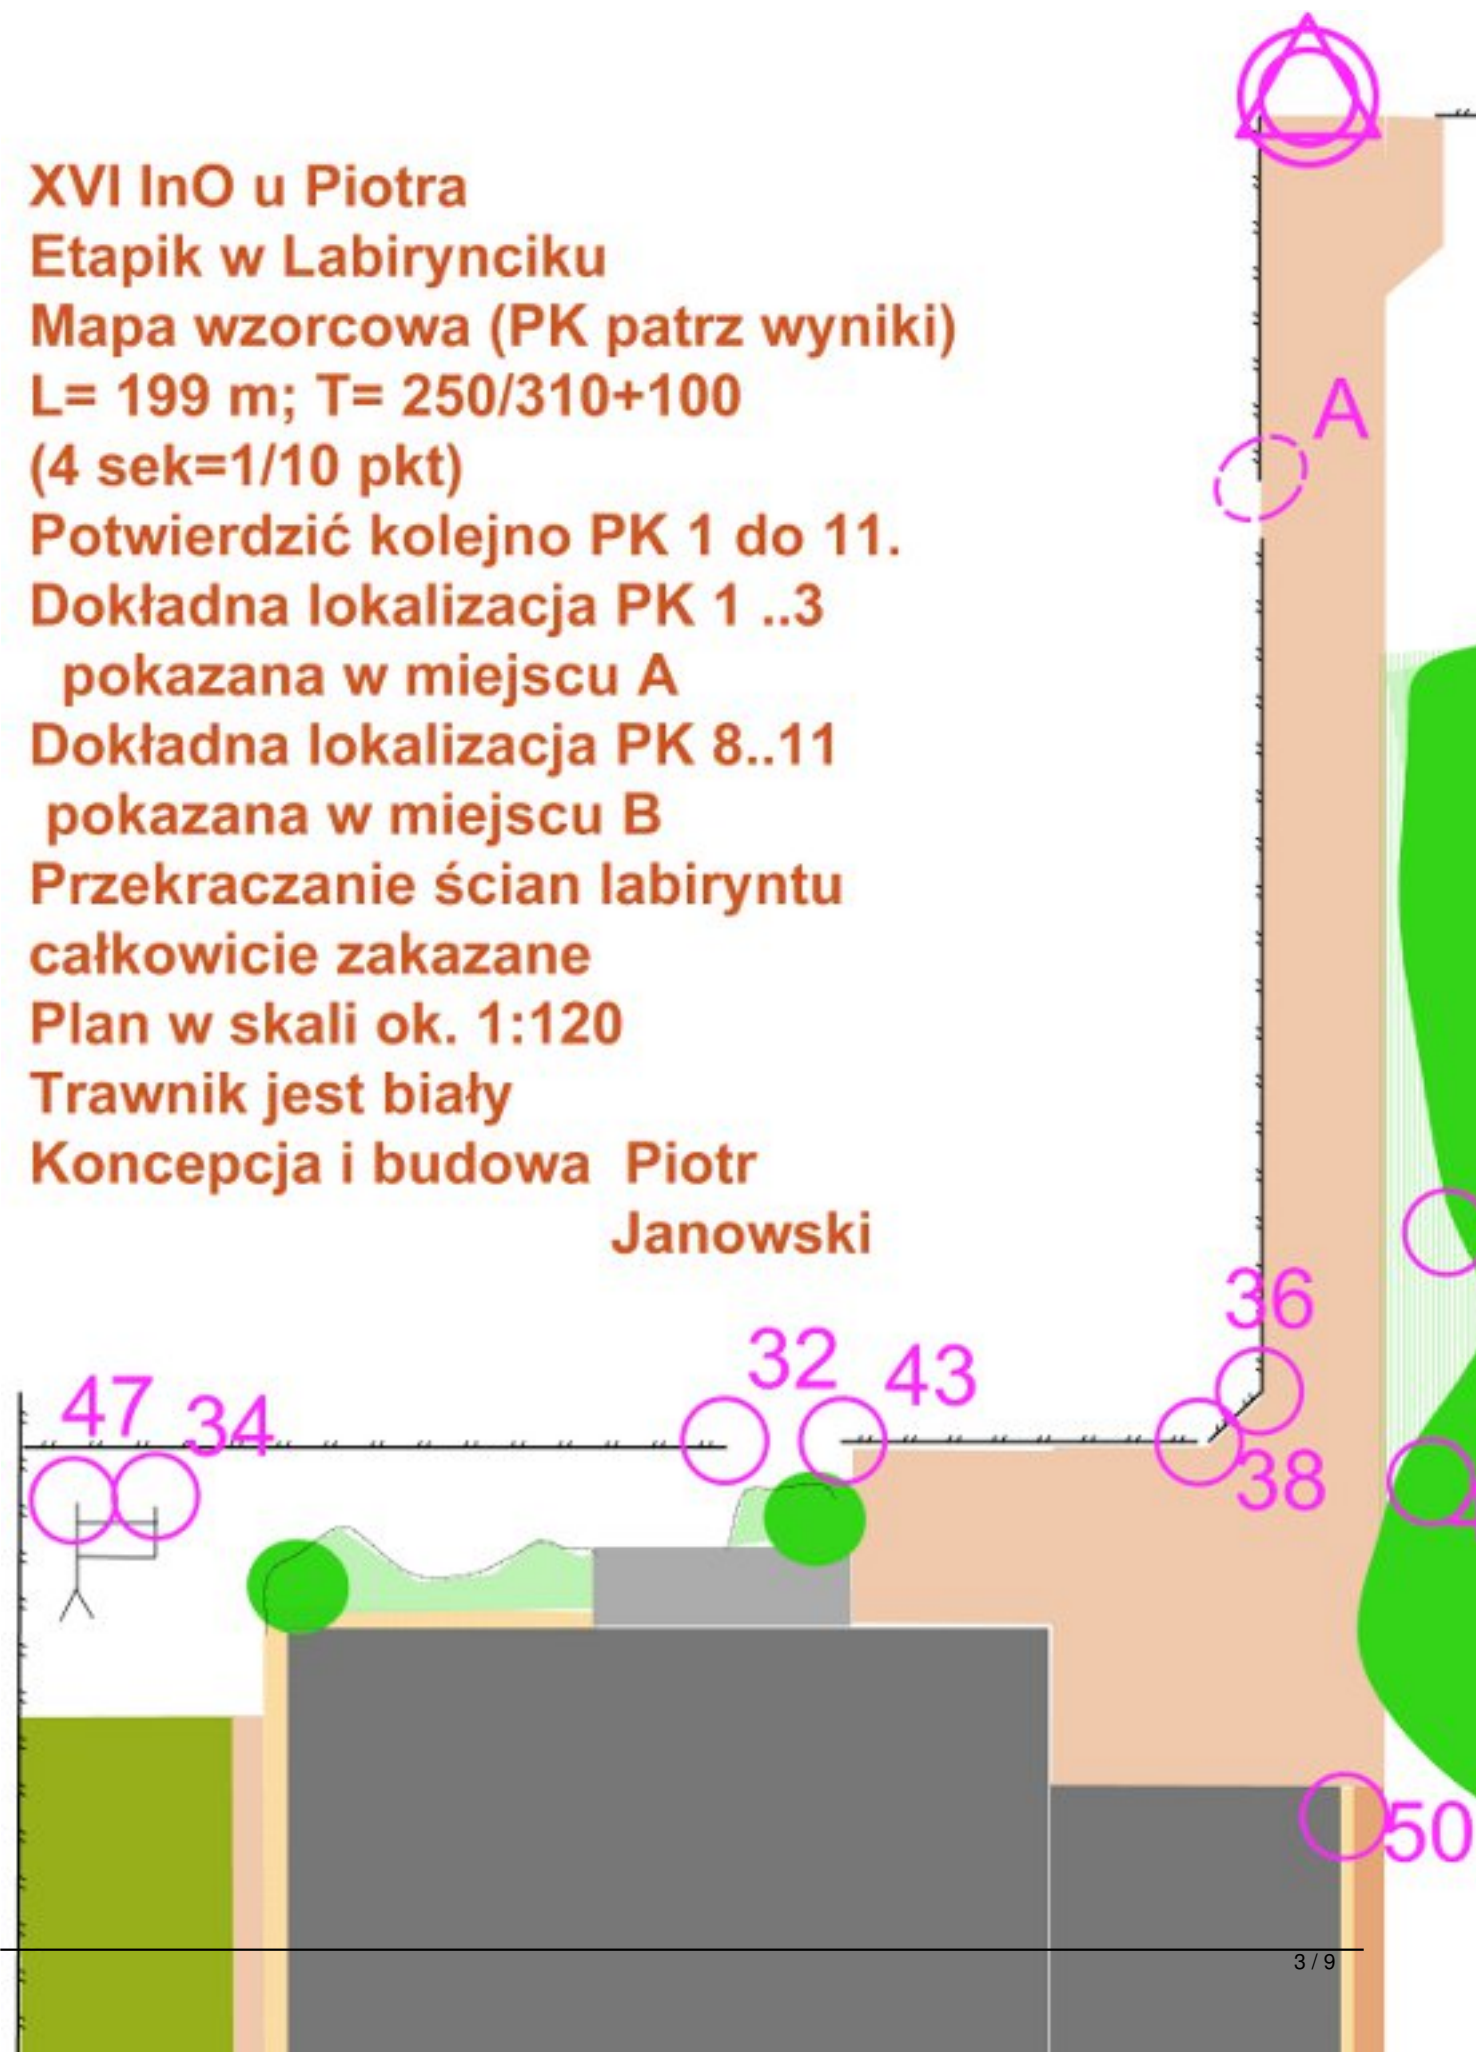 XVI InO u Piotra
Etapik w Labirynciku
Mapa wzorcowa (PK patrz wyniki)
L= 199 m; T= 250/310+100
(4 sek=1/10 pkt)
Potwierdzić kolejno PK 1 do 11.
Dokładna lokalizacja PK 1 ..3
pokazana w miejscu A
Dokładna lokalizacja PK 8..11
pokazana w miejscu B
Przekraczanie ścian labiryntu
całkowicie zakazane
Plan w skali ok. 1:120
Trawnik jest biały
Koncepcja i budowa Piotr
Janowski
A
36
32
43
47
34
38
50
3 / 9